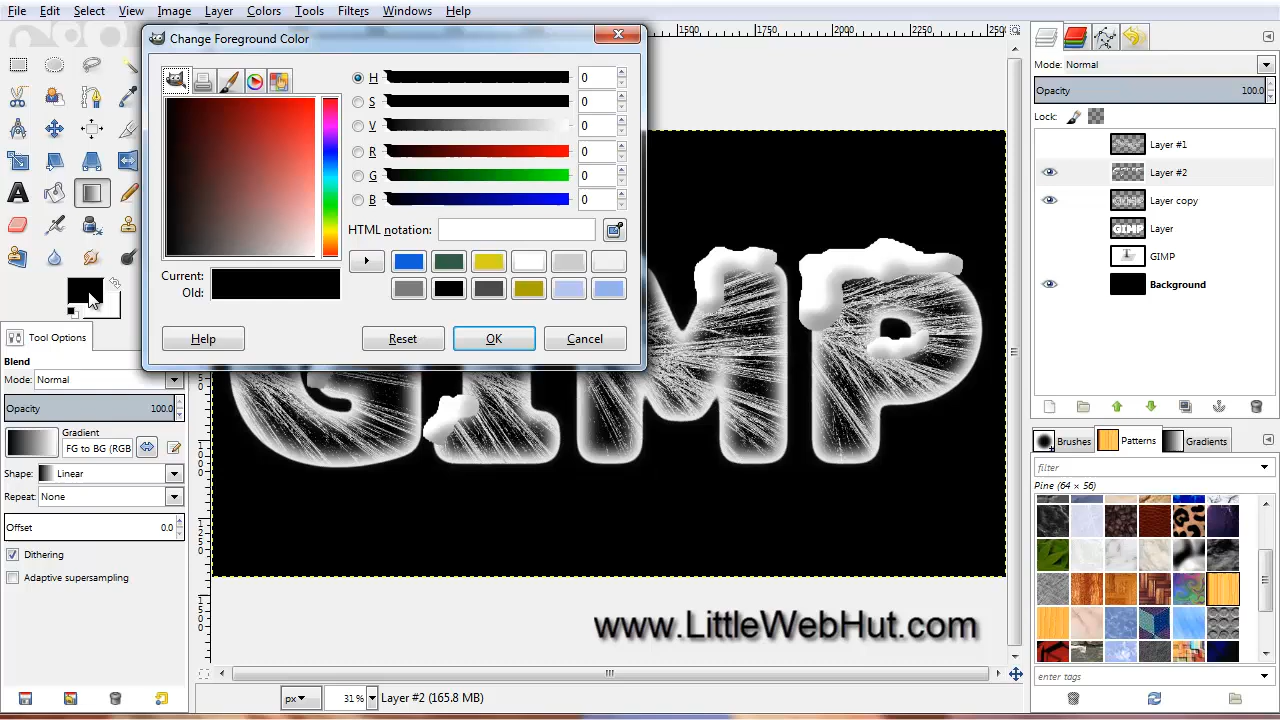 File Edit Select View Image Layer Colors Tools Filters Windows Help
Change Foreground Color
H 0
S 0
V 0
R 0
G 0
B 0
HTML notation:
Current:
Old:
Help Reset OK Cancel
1500 1750 2000 2500
Tool Options
Blend
Mode: Normal
Opacity 100.0
Gradient
FG to BG (RGB)
Shape: Linear
Repeat: None
Offset 0.0
Dithering
Adaptive supersampling
GIMP
www.LittleWebHut.com
px 31% Layer #2 (165.8 MB)
Mode: Normal
Opacity 100.0
Lock:
Layer #1
Layer #2
Layer copy
GIMP Layer
T GIMP
Background
Brushes Patterns Gradients
filter
Pine (64 × 56)
enter tags